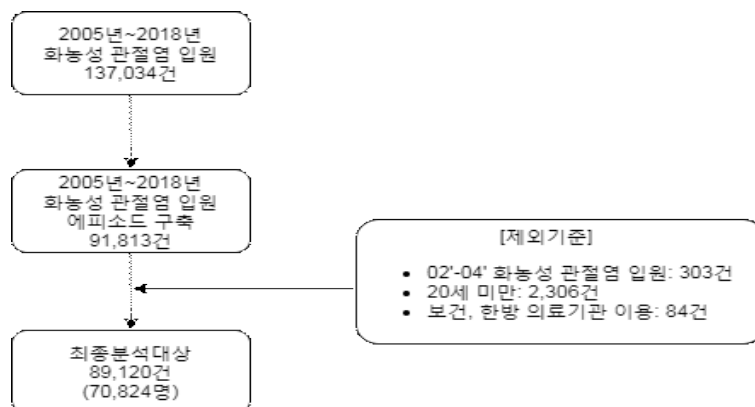 2005년~2018년
화농성 관절염 입원
137,034건
2005년~2018년
화농성 관절염 입원
에피소드 구축
91,813건
[제외기준]
• 02'-04' 화농성 관절염 입원: 303건
• 20세 미만: 2,306건
• 보건, 한방 의료기관 이용: 84건
최종분석대상
89,120건
(70,824명)